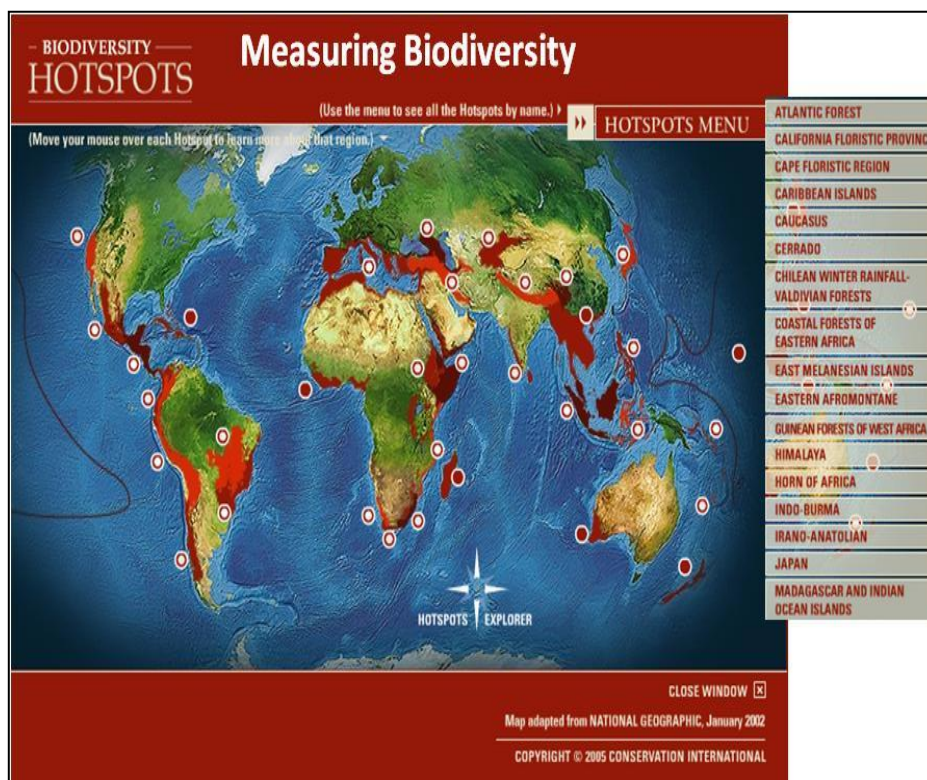 BIODIVERSITY
HOTSPOTS
Measuring Biodiversity
(Use the menu to see all the Hotspots by name.)
HOTSPOTS MENU
(Move your mouse over each Hotspot to learn more about that region.)
ATLANTIC FOREST
CALIFORNIA FLORISTIC PROVINC
CAPE FLORISTIC REGION
CARIBBEAN ISLANDS
CAUCASUS
CERRADO
CHILEAN WINTER RAINFALL-
VALDIVIAN FORESTS
COASTAL FORESTS OF
EASTERN AFRICA
EAST MELANESIAN ISLANDS
EASTERN AFROMONTANE
GUINEAN FORESTS OF WEST AFRICA
HIMALAYA
HORN OF AFRICA
INDO-BURMA
IRANO-ANATOLIAN
JAPAN
MADAGASCAR AND INDIAN
OCEAN ISLANDS
HOTSPOTS EXPLORER
CLOSE WINDOW
Map adapted from NATIONAL GEOGRAPHIC, January 2002
COPYRIGHT © 2005 CONSERVATION INTERNATIONAL